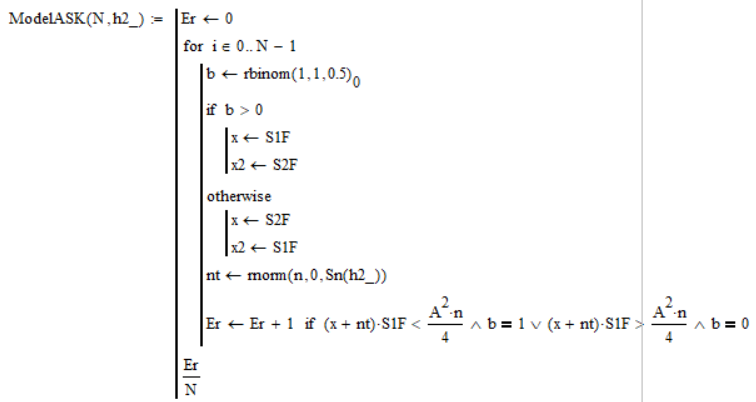 ModelASK(N,h2_) := Er ← 0
for i ∈ 0..N − 1
b ← rbinom(1,1,0.5)₀
if b > 0
x ← S1F
x2 ← S2F
otherwise
x ← S2F
x2 ← S1F
nt ← rnorm(n,0,Sn(h2_))
Er ← Er + 1 if (x + nt)·S1F < A²·n/4 ∧ b = 1 ∨ (x + nt)·S1F > A²·n/4 ∧ b = 0
Er/N